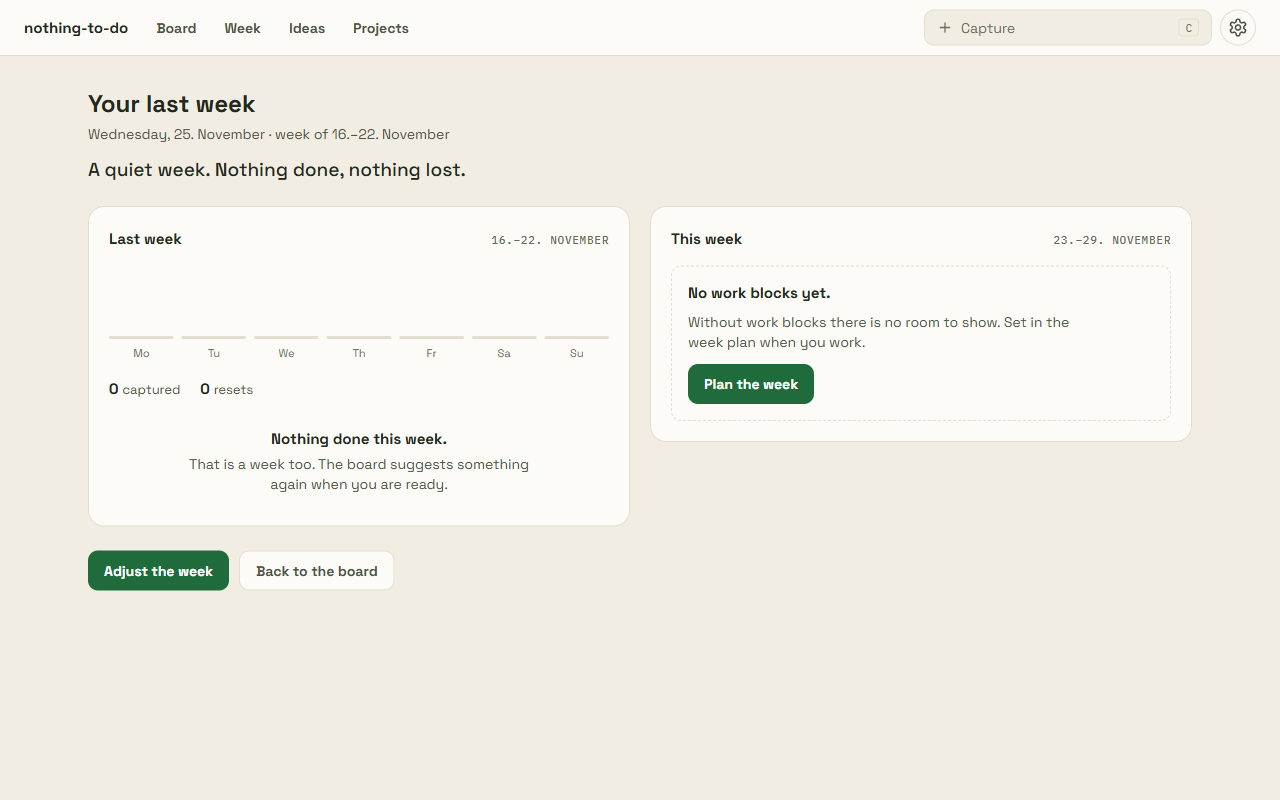 nothing-to-do
Board
Week
Ideas
Projects
+ Capture
C
Your last week
Wednesday, 25. November · week of 16.–22. November
A quiet week. Nothing done, nothing lost.
Last week
16.–22. NOVEMBER
Mo Tu We Th Fr Sa Su
0 captured 0 resets
Nothing done this week.
That is a week too. The board suggests something
again when you are ready.
This week
23.–29. NOVEMBER
No work blocks yet.
Without work blocks there is no room to show. Set in the
week plan when you work.
Plan the week
Adjust the week
Back to the board